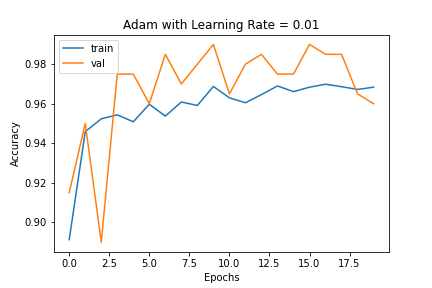 Adam with Learning Rate = 0.01
train
val
0.98
0.96
0.94
0.92
0.90
Accuracy
0.0 2.5 5.0 7.5 10.0 12.5 15.0 17.5
Epochs